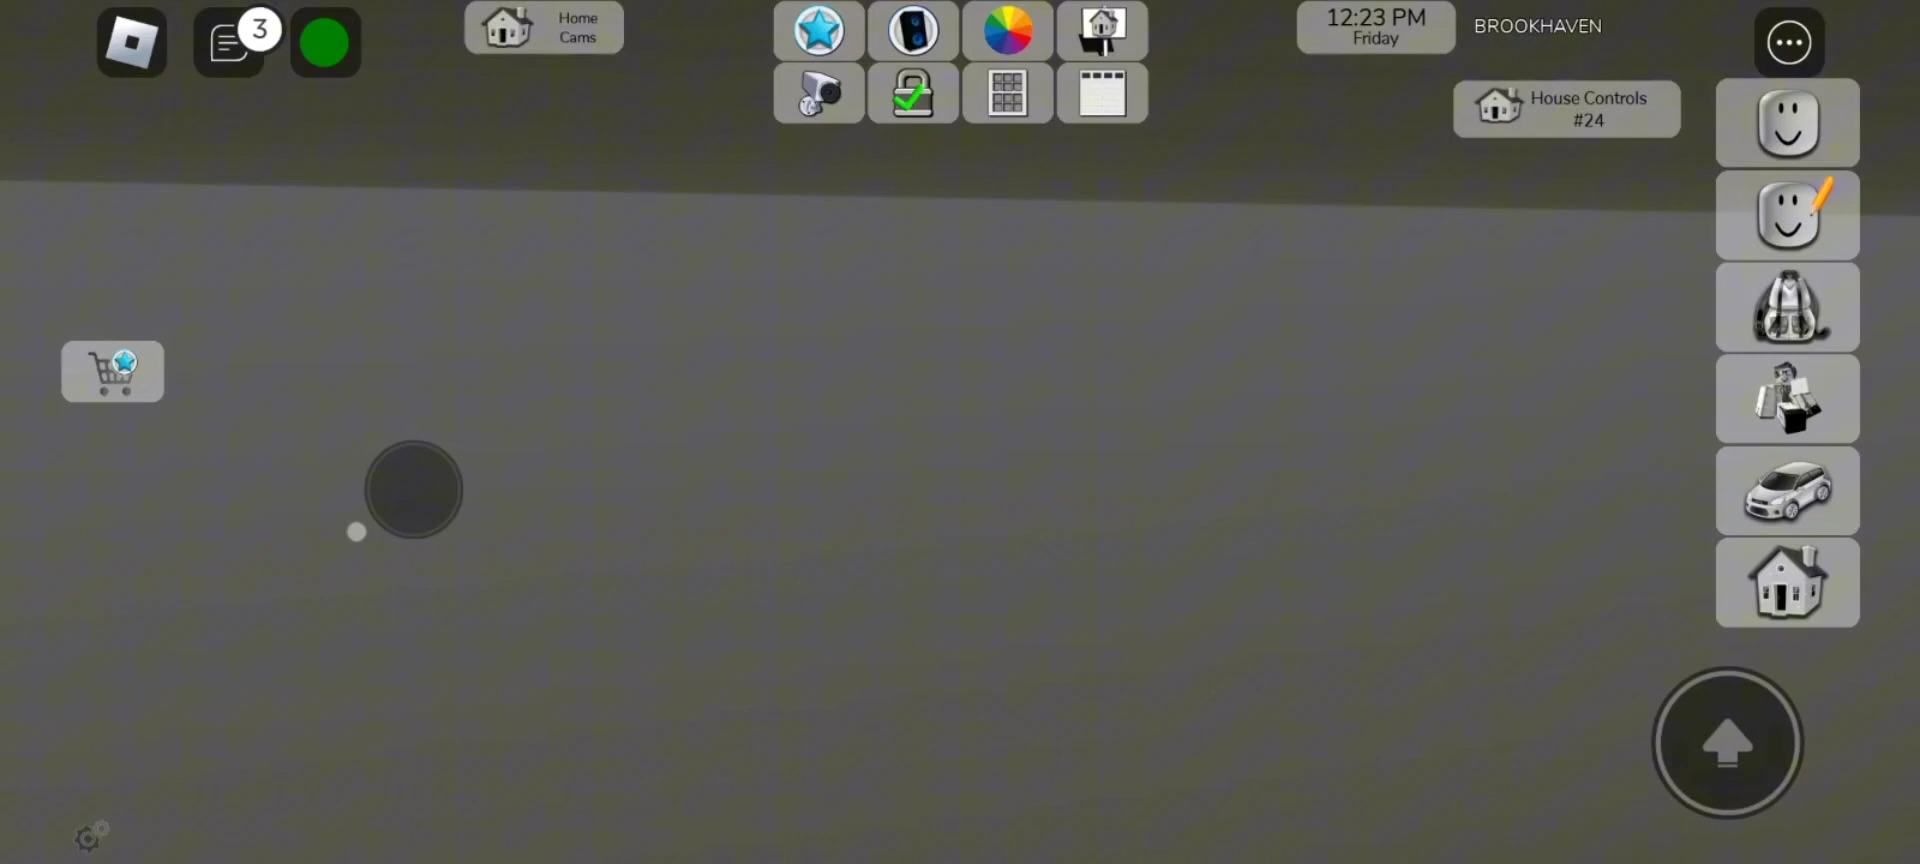 3
Home
Cams
12:23 PM
Friday
BROOKHAVEN
House Controls
#24